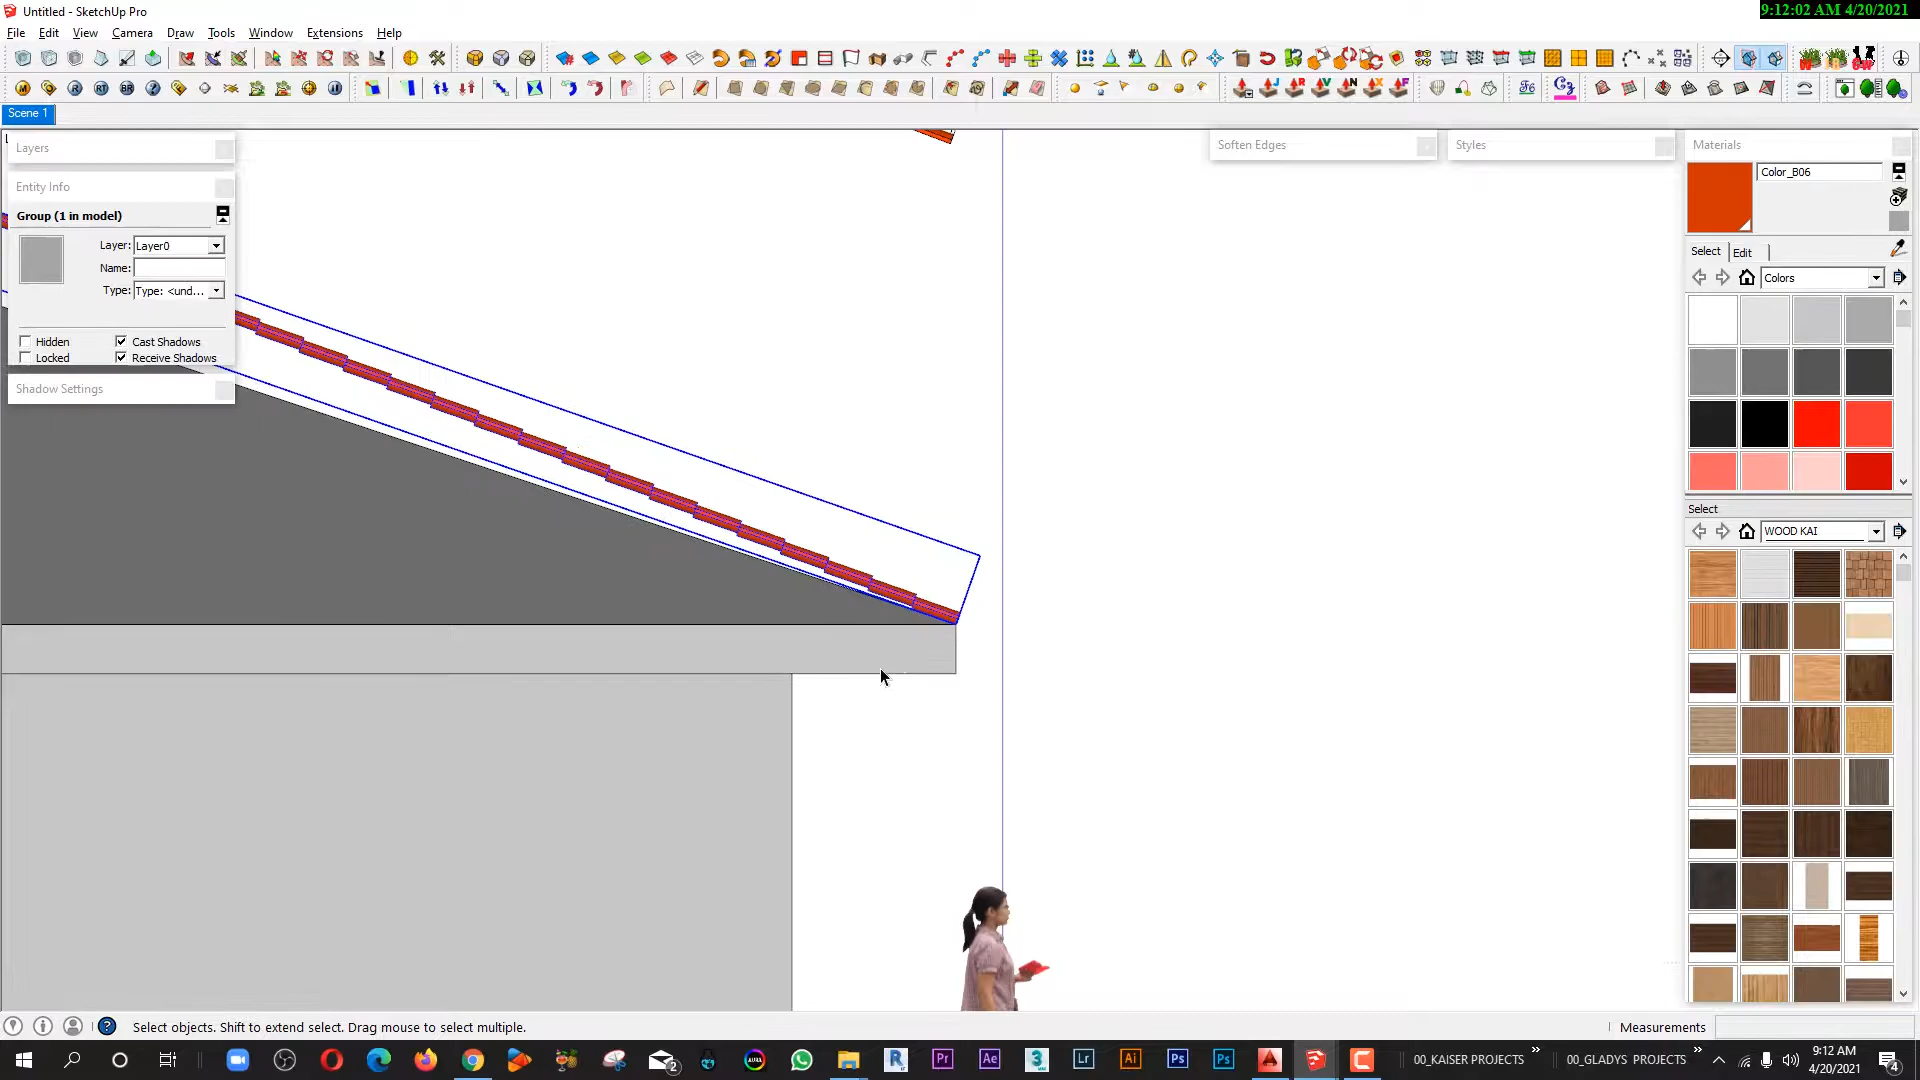 Untitled - SketchUp Pro
9:12:02 AM 4/20/2021
File Edit View Camera Draw Tools Window Extensions Help
Scene 1
Layers
Entity Info
Group (1 in model)
Layer: Layer0
Name:
Type: Type: <und...
Hidden Cast Shadows
Locked Receive Shadows
Shadow Settings
Soften Edges
Styles
Materials
Color_B06
Select Edit
Colors
Select
WOOD KAI
Select objects. Shift to extend select. Drag mouse to select multiple.
Measurements
00_KAISER PROJECTS
00_GLADYS PROJECTS
9:12 AM
4/20/2021